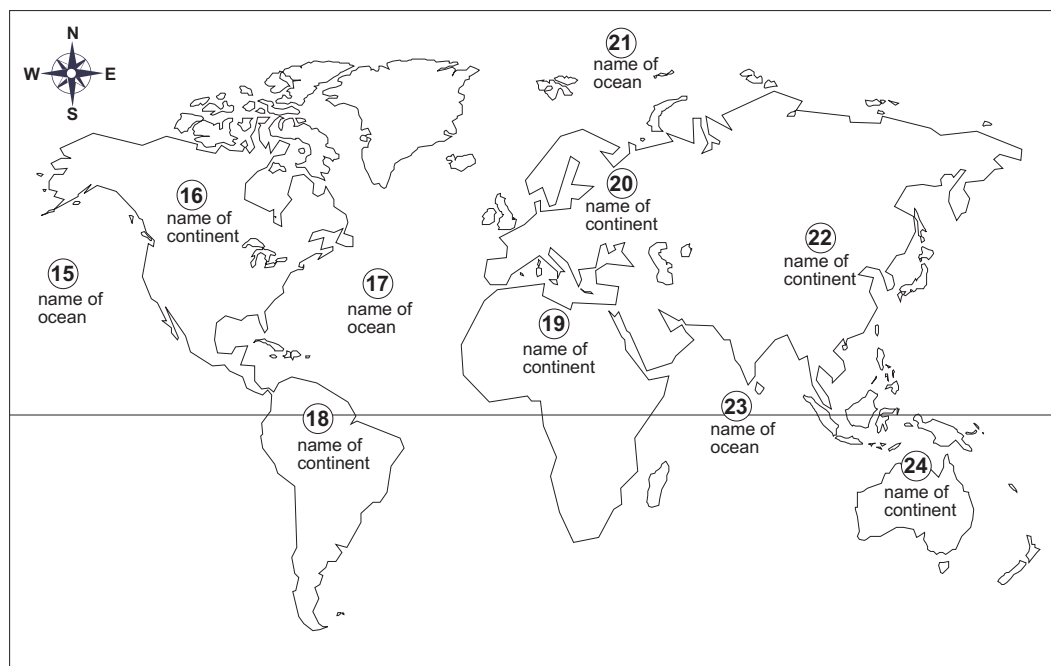 N
W E
S
21
name of
ocean
16
name of
continent
20
name of
continent
22
name of
continent
15
name of
ocean
17
name of
ocean
19
name of
continent
23
name of
ocean
18
name of
continent
24
name of
continent